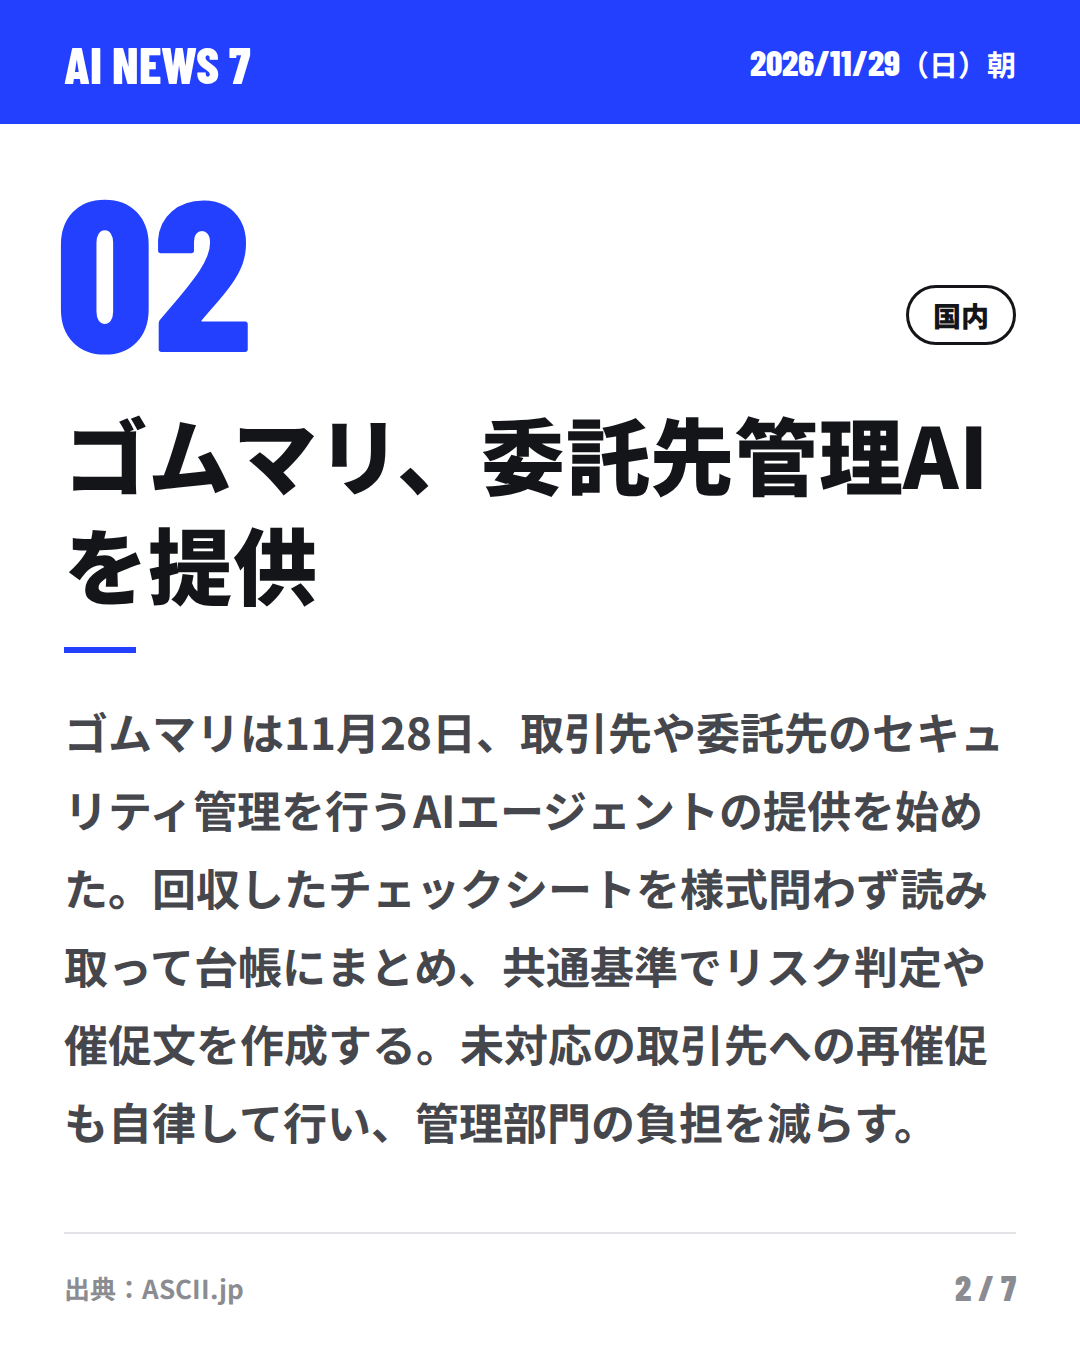 AI NEWS 7
2026/11/29（日）朝
02
国内
ゴムマリ、委託先管理AI
を提供
ゴムマリは11月28日、取引先や委託先のセキュ
リティ管理を行うAIエージェントの提供を始め
た。回収したチェックシートを様式問わず読み
取って台帳にまとめ、共通基準でリスク判定や
催促文を作成する。未対応の取引先への再催促
も自律して行い、管理部門の負担を減らす。
出典：ASCII.jp
2 / 7